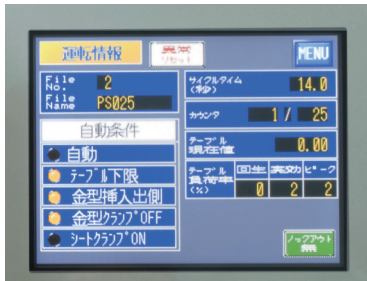 運転情報
異常
リセット
MENU
File No. 2
File Name PS025
自動条件
自動
テーブル下限
金型挿入出側
金型クランプOFF
シートクランプON
サイクルタイム(秒) 14.0
カウンタ 1 / 25
テーブル現在値 0.00
テーブル負荷率(%) 回生 実効 ピーク
0 2 2
ノックアウト
無